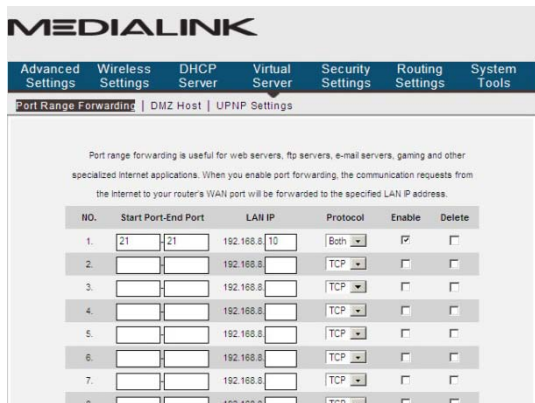 MEDIALINK
Advanced Settings Wireless Settings DHCP Server Virtual Server Security Settings Routing Settings System Tools
Port Range Forwarding | DMZ Host | UPNP Settings
Port range forwarding is useful for web servers, ftp servers, e-mail servers, gaming and other
specialized Internet applications. When you enable port forwarding, the communication requests from
the Internet to your router's WAN port will be forwarded to the specified LAN IP address.
NO. Start Port-End Port LAN IP Protocol Enable Delete
1. 21 - 21 192.168.8. 10 Both
2. - 192.168.8. TCP
3. - 192.168.8. TCP
4. - 192.168.8. TCP
5. - 192.168.8. TCP
6. - 192.168.8. TCP
7. - 192.168.8. TCP